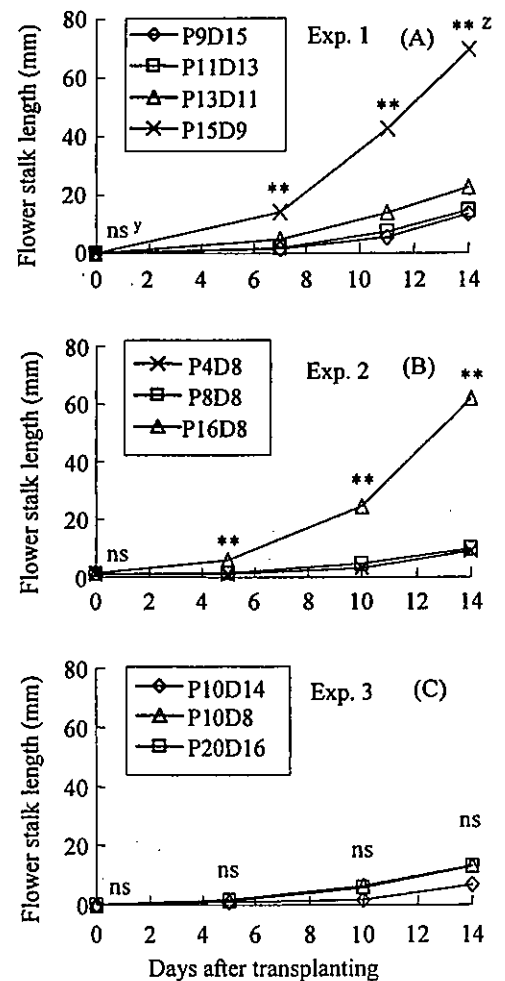 Exp. 1 (A)
P9D15
P11D13
P13D11
P15D9
** z
**
**
ns y
Flower stalk length (mm)
80
60
40
20
0
0 2 4 6 8 10 12 14
Exp. 2 (B)
P4D8
P8D8
P16D8
**
**
**
ns
Flower stalk length (mm)
80
60
40
20
0
0 2 4 6 8 10 12 14
Exp. 3 (C)
P10D14
P10D8
P20D16
ns
ns
ns
ns
Flower stalk length (mm)
80
60
40
20
0
0 2 4 6 8 10 12 14
Days after transplanting